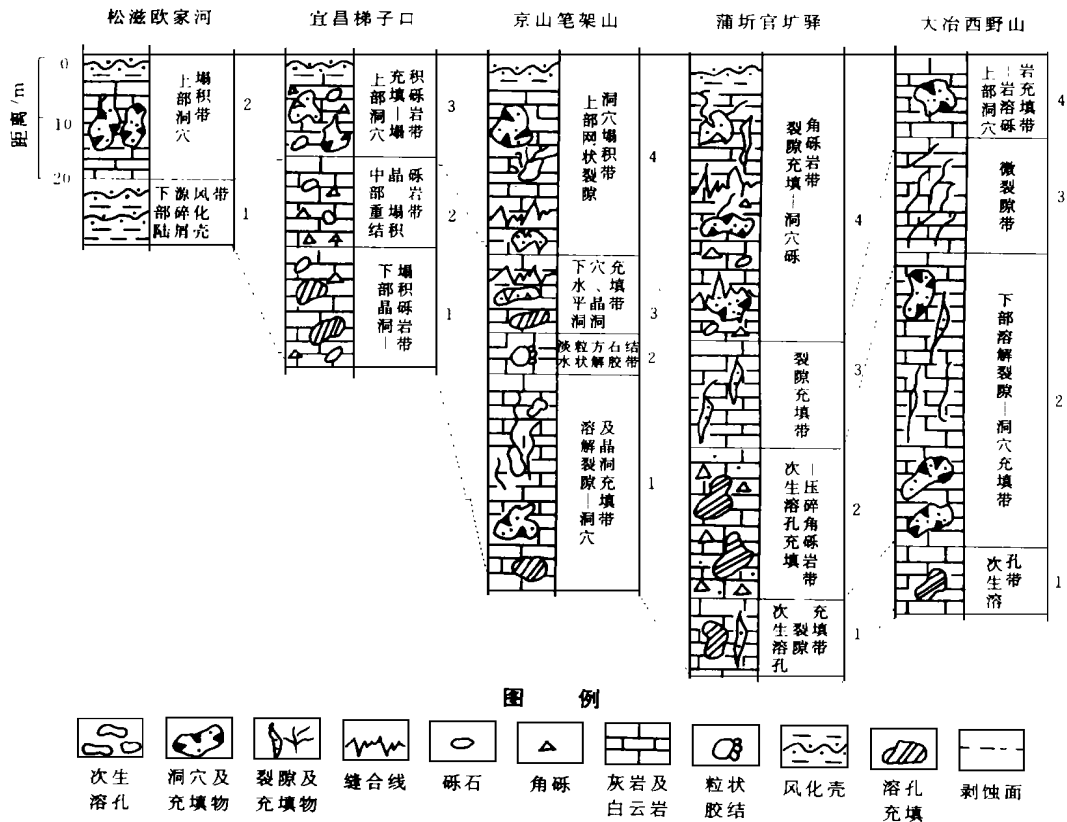 松滋欧家河
宜昌梯子口
京山笔架山
蒲圻官圹驿
大冶西野山
距离/m
0
10
20
上部洞穴
塌积带
2
下部陆源碎屑风化壳带
1
上部洞穴充填—塌积砾岩带
3
中部重结晶塌积砾岩带
2
下部晶洞—塌积砾岩带
1
上部网状裂隙洞穴塌积带
4
下部水平洞穴、晶洞充填带
3
淡水粒状方解石胶结带
2
溶解裂隙—洞穴及晶洞充填带
1
裂隙充填—洞穴砾角砾岩带
4
裂隙充填带
3
次生溶孔充填—压碎角砾岩带
2
次生溶孔裂隙充填带
1
上部洞穴—岩溶砾岩充填带
4
微裂隙带
3
下部溶解裂隙—洞穴充填带
2
次生溶孔带
1
图 例
次生溶孔
洞穴及充填物
裂隙及充填物
缝合线
砾石
角砾
灰岩及白云岩
粒状胶结
风化壳
溶孔充填
剥蚀面